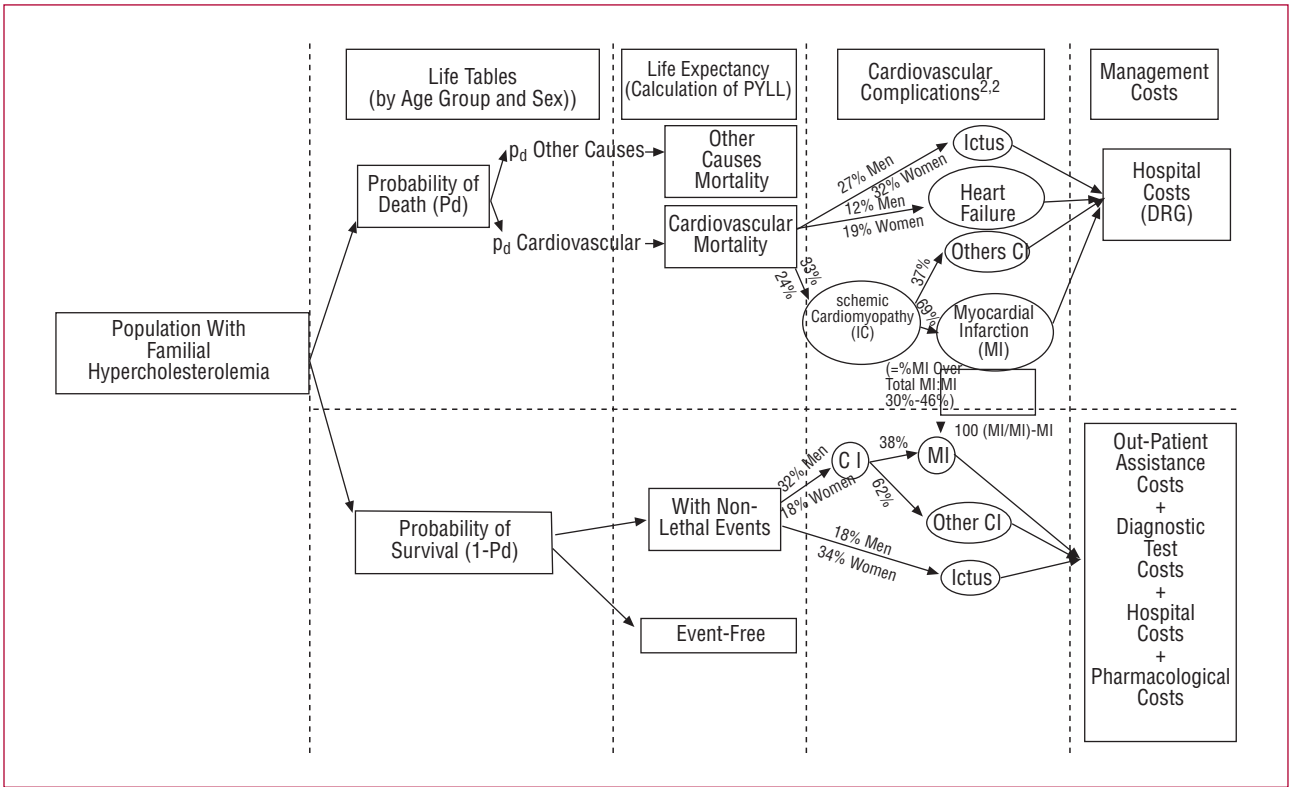 Life Tables
(by Age Group and Sex))
Life Expectancy
(Calculation of PYLL)
Cardiovascular
Complications2,2
Management
Costs
Population With
Familial
Hypercholesterolemia
Probability of
Death (Pd)
pd Other Causes
pd Cardiovascular
Other
Causes
Mortality
Cardiovascular
Mortality
27% Men
32% Women
12% Men
19% Women
33%
24%
Ictus
Heart
Failure
Others CI
37%
69%
schemic
Cardiomyopathy
(IC)
Myocardial
Infarction
(MI)
(=%MI Over
Total MI:MI
30%-46%)
Hospital
Costs
(DRG)
100 (MI/MI)-MI
Probability of
Survival (1-Pd)
With Non-
Lethal Events
Event-Free
32% Men
18% Women
C I
38%
62%
MI
Other CI
18% Men
34% Women
Ictus
Out-Patient
Assistance
Costs
+
Diagnostic
Test
Costs
+
Hospital
Costs
+
Pharmacological
Costs